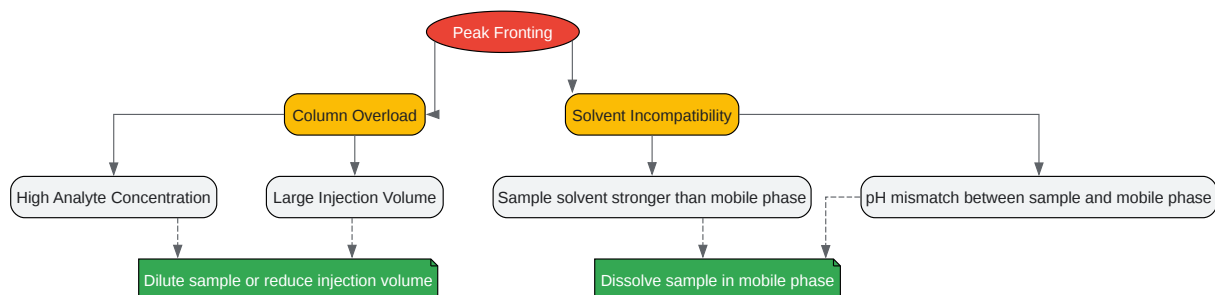 Peak Fronting
Column Overload
Solvent Incompatibility
High Analyte Concentration
Large Injection Volume
Sample solvent stronger than mobile phase
pH mismatch between sample and mobile phase
Dilute sample or reduce injection volume
Dissolve sample in mobile phase